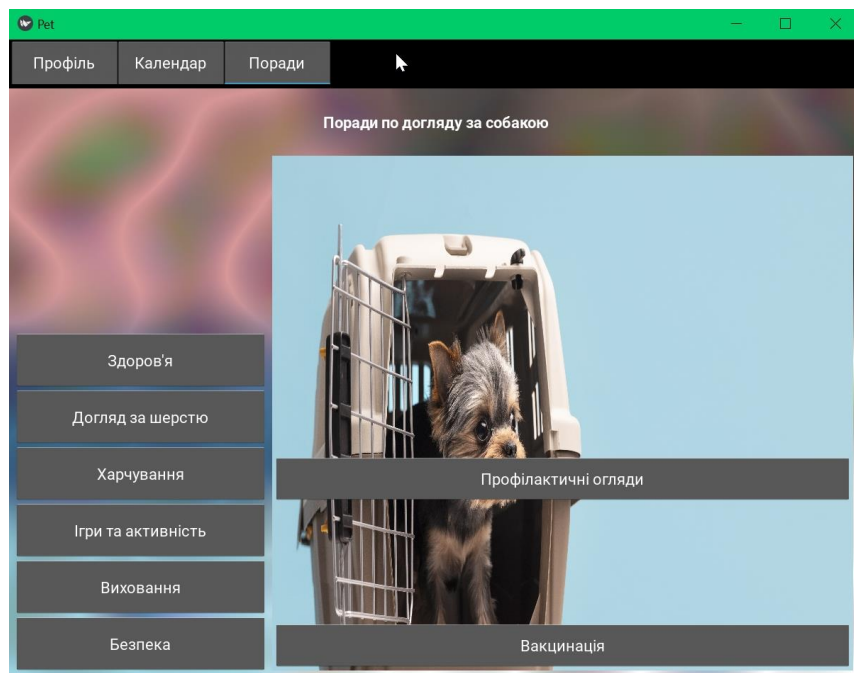 Pet
Профіль
Календар
Поради
Поради по догляду за собакою
Здоров'я
Догляд за шерстю
Харчування
Ігри та активність
Виховання
Безпека
Профілактичні огляди
Вакцинація